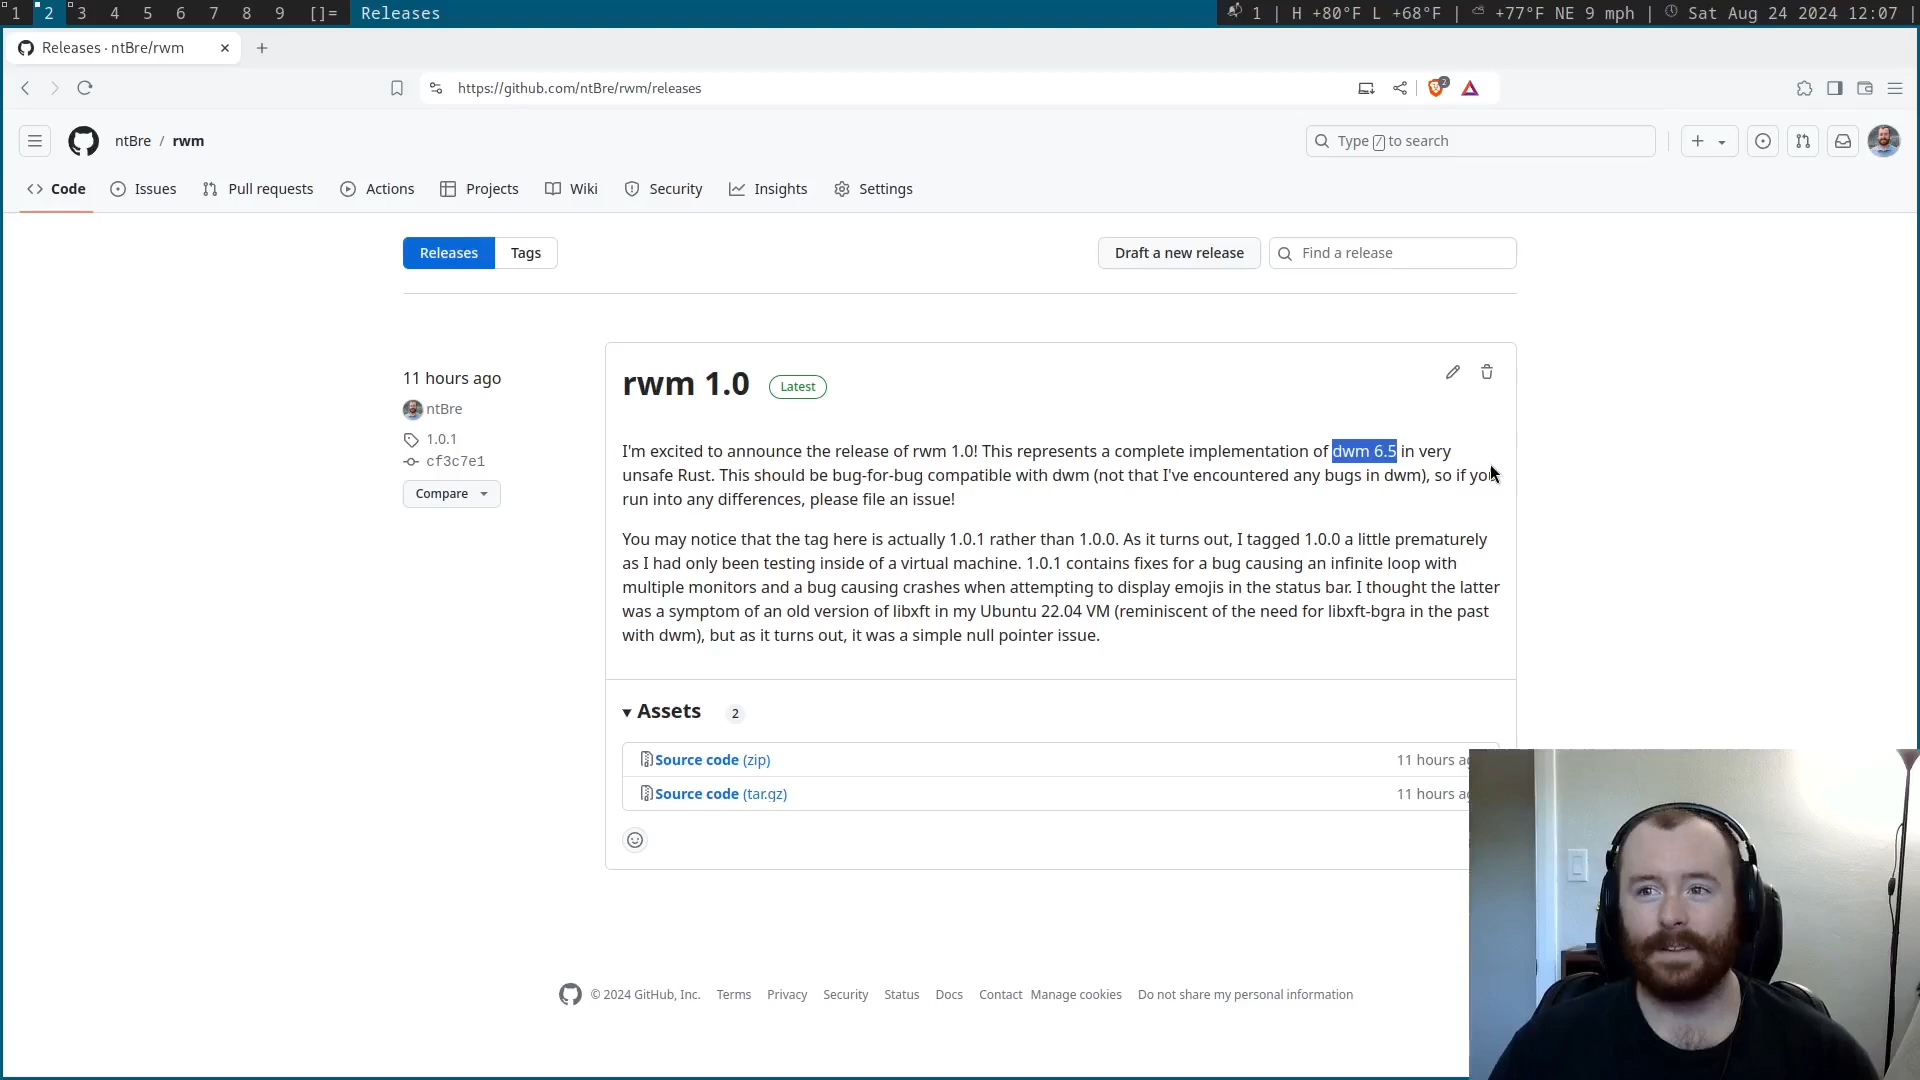 1 2 3 4 5 6 7 8 9 []= Releases 1 | H +80°F L +68°F | +77°F NE 9 mph | Sat Aug 24 2024 12:07 |
Releases · ntBre/rwm
https://github.com/ntBre/rwm/releases 2
ntBre / rwm Type / to search
Code Issues Pull requests Actions Projects Wiki Security Insights Settings
Releases Tags Draft a new release Find a release
11 hours ago
ntBre
1.0.1
cf3c7e1
Compare
rwm 1.0 Latest
I'm excited to announce the release of rwm 1.0! This represents a complete implementation of dwm 6.5 in very
unsafe Rust. This should be bug-for-bug compatible with dwm (not that I've encountered any bugs in dwm), so if you
run into any differences, please file an issue!
You may notice that the tag here is actually 1.0.1 rather than 1.0.0. As it turns out, I tagged 1.0.0 a little prematurely
as I had only been testing inside of a virtual machine. 1.0.1 contains fixes for a bug causing an infinite loop with
multiple monitors and a bug causing crashes when attempting to display emojis in the status bar. I thought the latter
was a symptom of an old version of libxft in my Ubuntu 22.04 VM (reminiscent of the need for libxft-bgra in the past
with dwm), but as it turns out, it was a simple null pointer issue.
Assets 2
Source code (zip) 11 hours
Source code (tar.gz) 11 hours
© 2024 GitHub, Inc. Terms Privacy Security Status Docs Contact Manage cookies Do not share my personal information